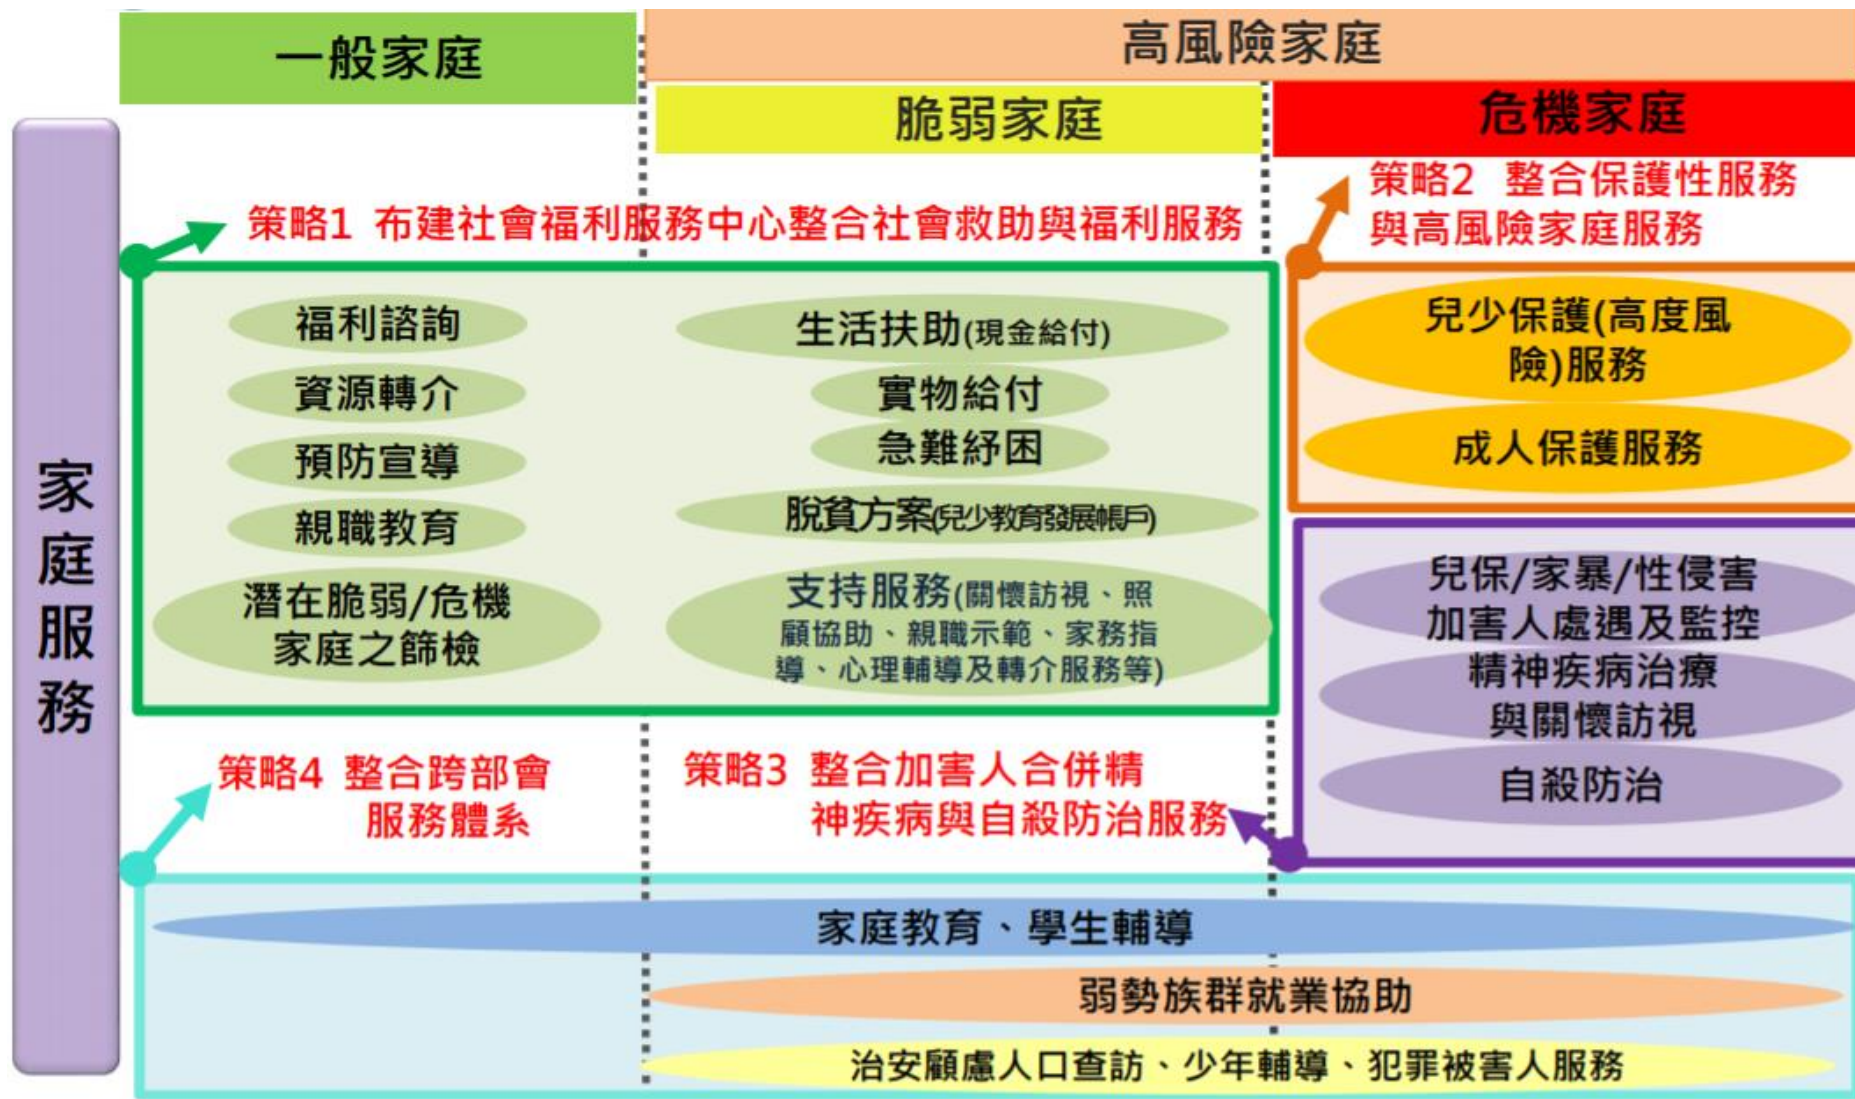 一般家庭
高風險家庭
脆弱家庭
危機家庭
家庭服務
策略1 布建社會福利服務中心整合社會救助與福利服務
策略2 整合保護性服務
與高風險家庭服務
福利諮詢
資源轉介
預防宣導
親職教育
潛在脆弱/危機
家庭之篩檢
生活扶助(現金給付)
實物給付
急難紓困
脫貧方案(兒少教育發展帳戶)
支持服務(關懷訪視、照
顧協助、親職示範、家務指
導、心理輔導及轉介服務等)
兒少保護(高度風
險)服務
成人保護服務
兒保/家暴/性侵害
加害人處遇及監控
精神疾病治療
與關懷訪視
自殺防治
策略4 整合跨部會
服務體系
策略3 整合加害人合併精
神疾病與自殺防治服務
家庭教育、學生輔導
弱勢族群就業協助
治安顧慮人口查訪、少年輔導、犯罪被害人服務